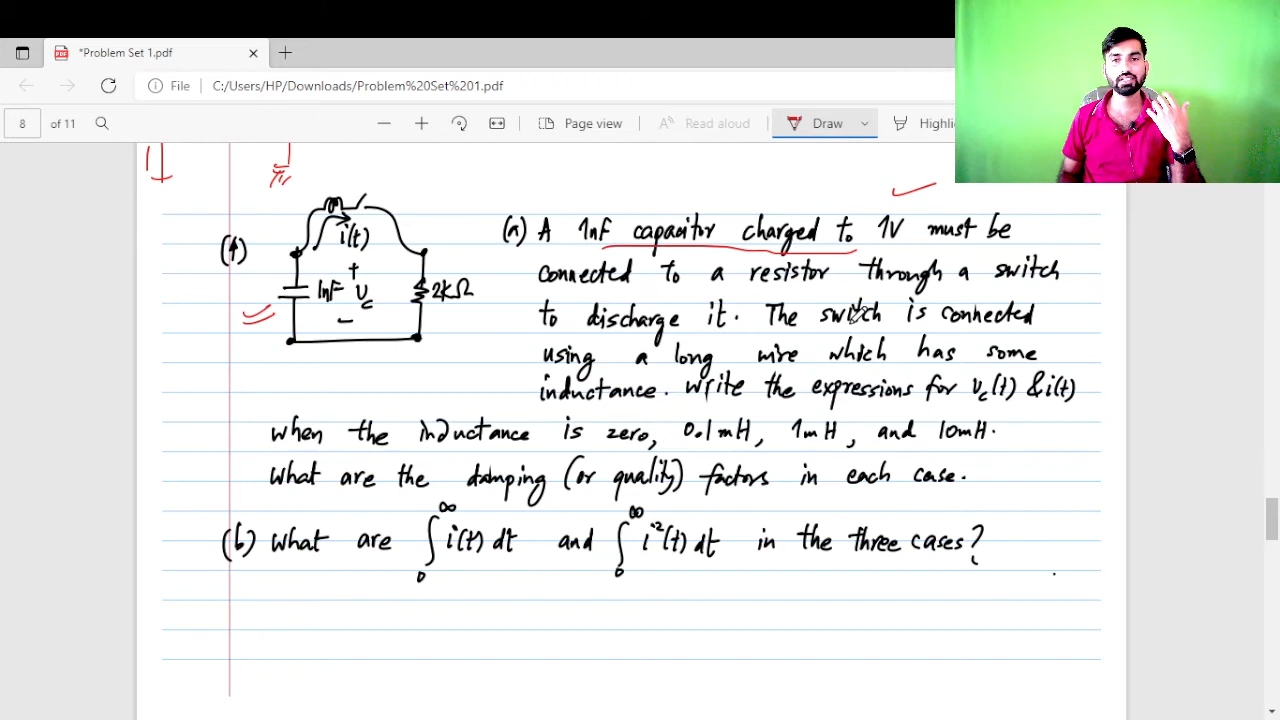 *Problem Set 1.pdf
File C:/Users/HP/Downloads/Problem%20Set%201.pdf
8 of 11 Page view Read aloud Draw Highli
(4) i(t) (a) A 1nF capacitor charged to 1V must be
+ 1nF vc - 2kΩ connected to a resistor through a switch
to discharge it. The switch is connected
using a long wire which has some
inductance. Write the expressions for vc(t) & i(t)
when the inductance is zero, 0.1mH, 1mH, and 10mH.
What are the damping (or quality) factors in each case.
(b) What are ∫₀^∞ i(t) dt and ∫₀^∞ i²(t) dt in the three cases?